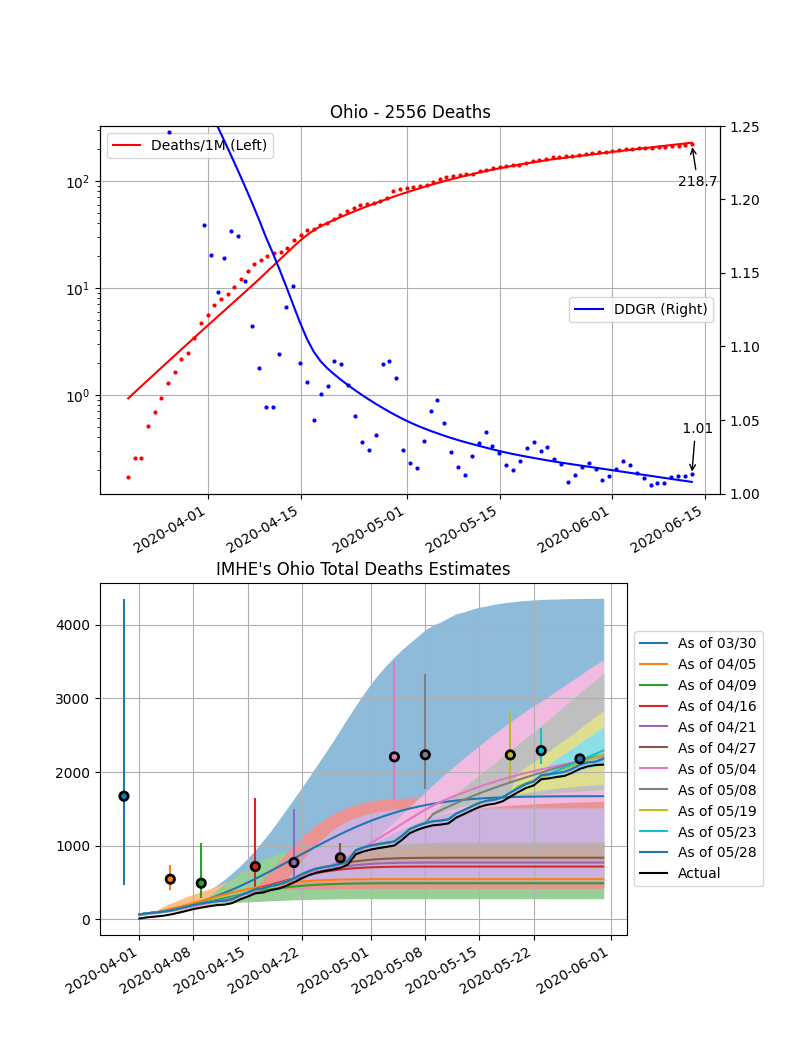 Ohio - 2556 Deaths
Deaths/1M (Left)
DDGR (Right)
218.7
1.01
10²
10¹
10⁰
1.25
1.20
1.15
1.10
1.05
1.00
2020-04-01
2020-04-15
2020-05-01
2020-05-15
2020-06-01
2020-06-15
IMHE's Ohio Total Deaths Estimates
4000
3000
2000
1000
0
2020-04-01
2020-04-08
2020-04-15
2020-04-22
2020-05-01
2020-05-08
2020-05-15
2020-05-22
2020-06-01
As of 03/30
As of 04/05
As of 04/09
As of 04/16
As of 04/21
As of 04/27
As of 05/04
As of 05/08
As of 05/19
As of 05/23
As of 05/28
Actual